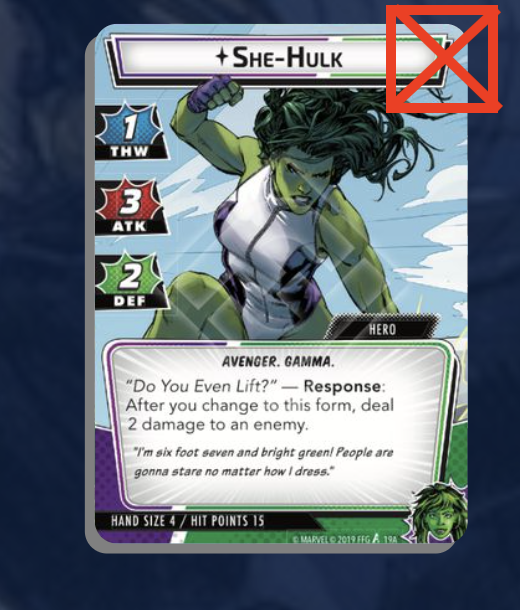 She-Hulk
1
THW
3
ATK
2
DEF
HERO
AVENGER. GAMMA.
"Do You Even Lift?" — Response:
After you change to this form, deal
2 damage to an enemy.
"I'm six foot seven and bright green! People are
gonna stare no matter how I dress."
HAND SIZE 4 / HIT POINTS 15
© MARVEL © 2019 FFG 19A